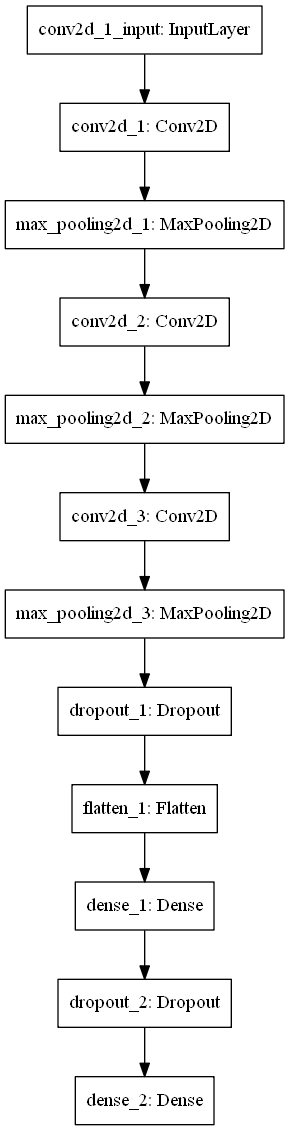 conv2d_1_input: InputLayer
conv2d_1: Conv2D
max_pooling2d_1: MaxPooling2D
conv2d_2: Conv2D
max_pooling2d_2: MaxPooling2D
conv2d_3: Conv2D
max_pooling2d_3: MaxPooling2D
dropout_1: Dropout
flatten_1: Flatten
dense_1: Dense
dropout_2: Dropout
dense_2: Dense